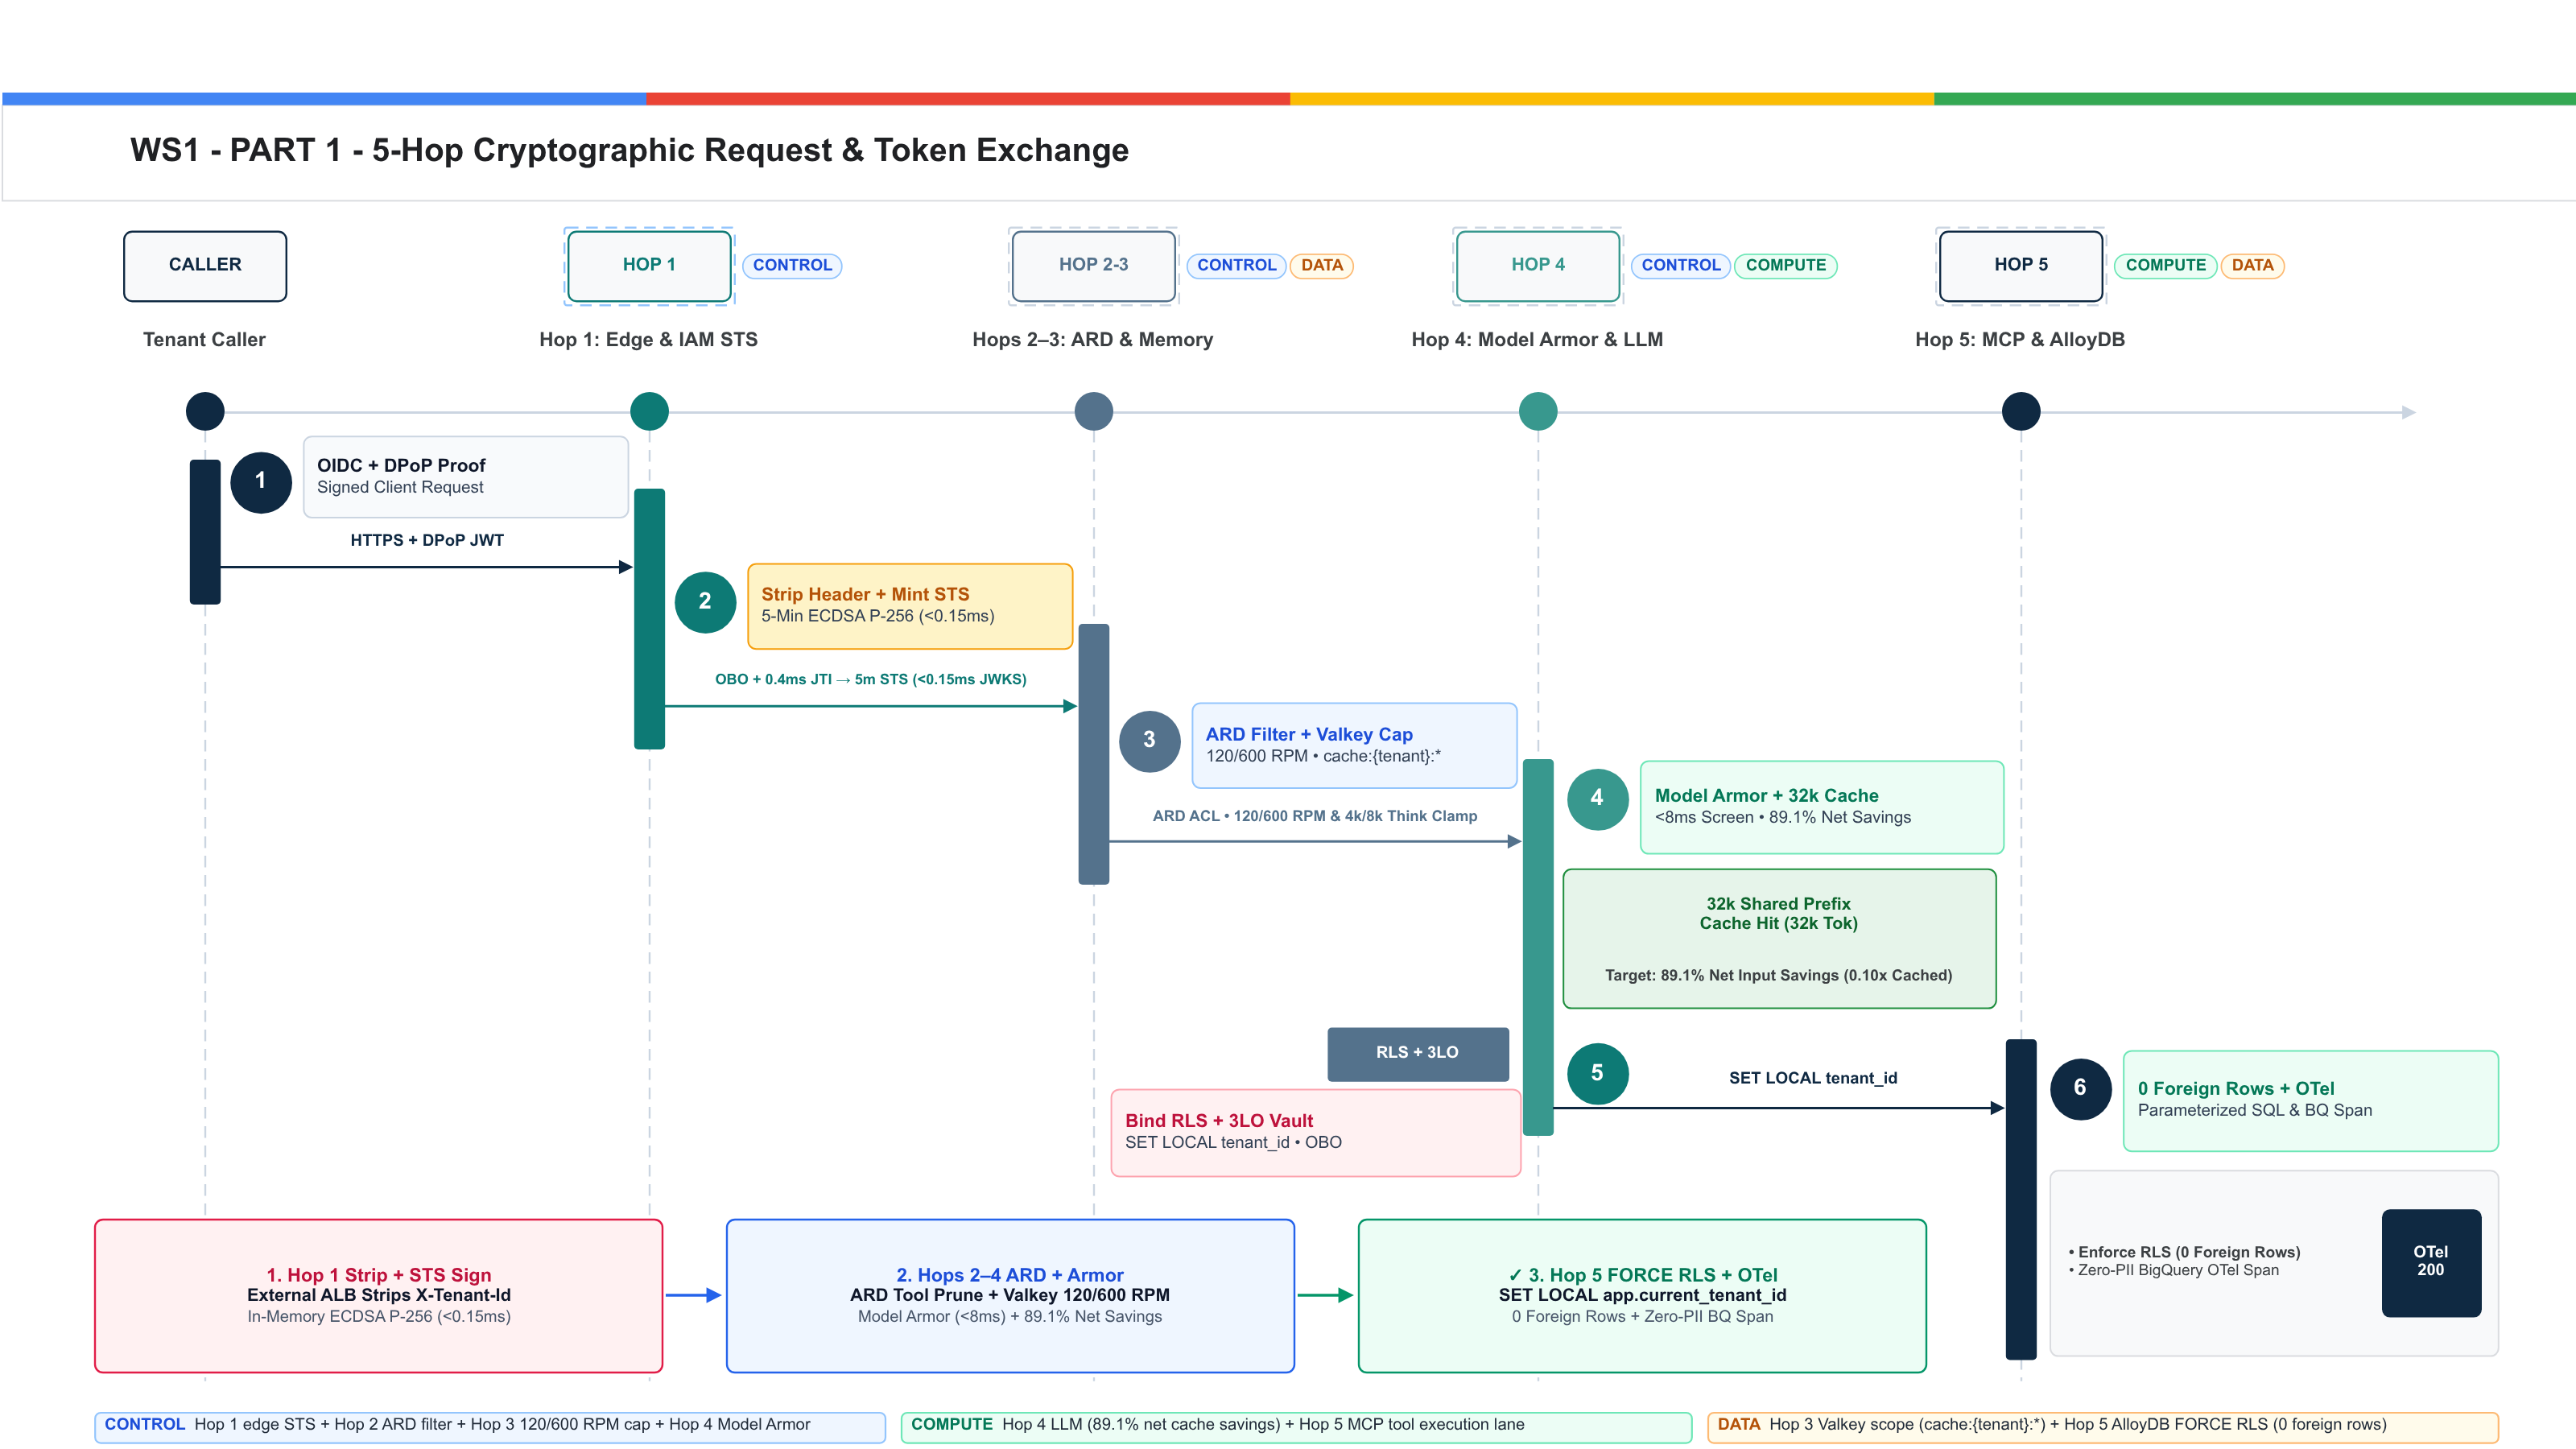 WS1 - PART 1 - 5-Hop Cryptographic Request & Token Exchange
CALLER
HOP 1
CONTROL
HOP 2-3
CONTROL
DATA
HOP 4
CONTROL
COMPUTE
HOP 5
COMPUTE
DATA
Tenant Caller
Hop 1: Edge & IAM STS
Hops 2–3: ARD & Memory
Hop 4: Model Armor & LLM
Hop 5: MCP & AlloyDB
1
OIDC + DPoP Proof
Signed Client Request
HTTPS + DPoP JWT
2
Strip Header + Mint STS
5-Min ECDSA P-256 (<0.15ms)
OBO + 0.4ms JTI → 5m STS (<0.15ms JWKS)
3
ARD Filter + Valkey Cap
120/600 RPM • cache:{tenant}:*
ARD ACL • 120/600 RPM & 4k/8k Think Clamp
4
Model Armor + 32k Cache
<8ms Screen • 89.1% Net Savings
32k Shared Prefix
Cache Hit (32k Tok)
Target: 89.1% Net Input Savings (0.10x Cached)
RLS + 3LO
Bind RLS + 3LO Vault
SET LOCAL tenant_id • OBO
5
SET LOCAL tenant_id
6
0 Foreign Rows + OTel
Parameterized SQL & BQ Span
• Enforce RLS (0 Foreign Rows)
• Zero-PII BigQuery OTel Span
OTel
200
1. Hop 1 Strip + STS Sign
External ALB Strips X-Tenant-Id
In-Memory ECDSA P-256 (<0.15ms)
2. Hops 2–4 ARD + Armor
ARD Tool Prune + Valkey 120/600 RPM
Model Armor (<8ms) + 89.1% Net Savings
✓ 3. Hop 5 FORCE RLS + OTel
SET LOCAL app.current_tenant_id
0 Foreign Rows + Zero-PII BQ Span
CONTROL Hop 1 edge STS + Hop 2 ARD filter + Hop 3 120/600 RPM cap + Hop 4 Model Armor
COMPUTE Hop 4 LLM (89.1% net cache savings) + Hop 5 MCP tool execution lane
DATA Hop 3 Valkey scope (cache:{tenant}:*) + Hop 5 AlloyDB FORCE RLS (0 foreign rows)